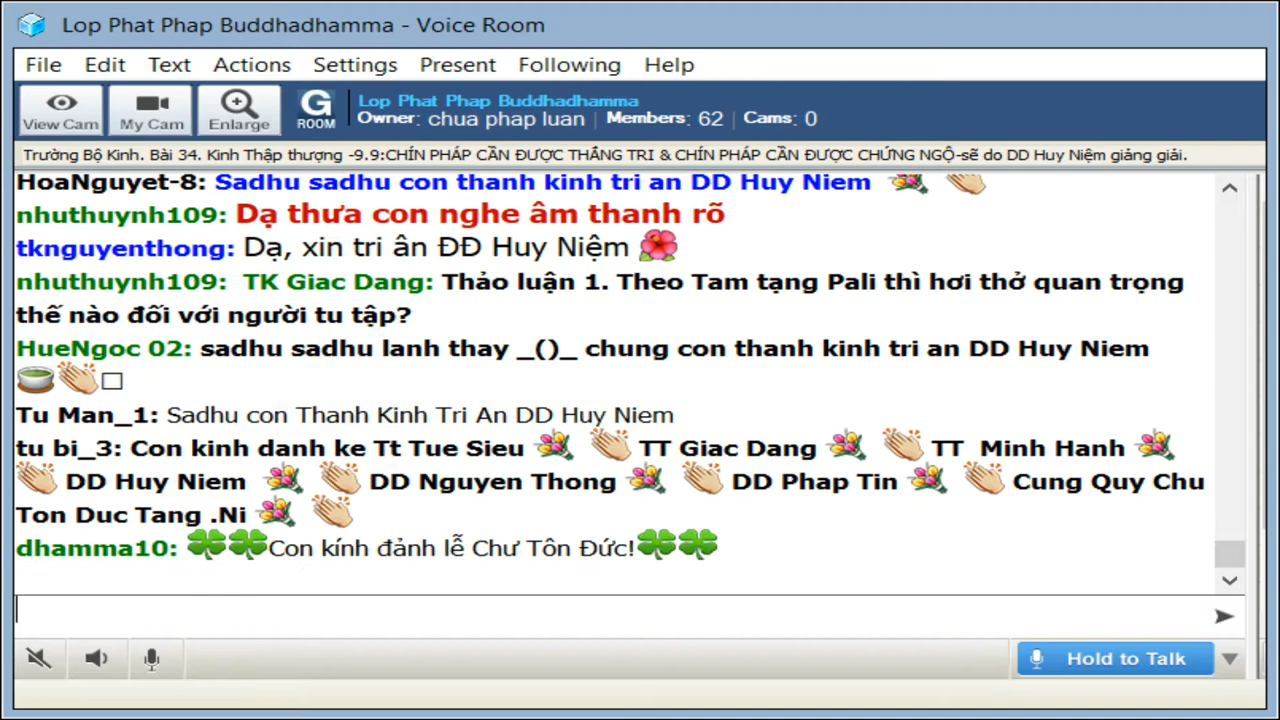 Lop Phat Phap Buddhadhamma - Voice Room
File Edit Text Actions Settings Present Following Help
View Cam My Cam Enlarge G ROOM
Lop Phat Phap Buddhadhamma
Owner: chua phap luan | Members: 62 | Cams: 0
Trường Bộ Kinh. Bài 34. Kinh Thập thượng -9.9:CHÍN PHÁP CẦN ĐƯỢC THẮNG TRI & CHÍN PHÁP CẦN ĐƯỢC CHỨNG NGỘ-sẽ do DD Huy Niệm giảng giải.
HoaNguyet-8: Sadhu sadhu con thanh kinh tri an DD Huy Niem
nhuthuynh109: Dạ thưa con nghe âm thanh rõ
tknguyenthong: Dạ, xin tri ân ĐĐ Huy Niệm
nhuthuynh109: TK Giac Dang: Thảo luận 1. Theo Tam tạng Pali thì hơi thở quan trọng
thế nào đối với người tu tập?
HueNgoc 02: sadhu sadhu lanh thay _()_ chung con thanh kinh tri an DD Huy Niem
Tu Man_1: Sadhu con Thanh Kinh Tri An DD Huy Niem
tu bi_3: Con kinh danh ke Tt Tue Sieu TT Giac Dang TT Minh Hanh
DD Huy Niem DD Nguyen Thong DD Phap Tin Cung Quy Chu
Ton Duc Tang .Ni
dhamma10: Con kính đảnh lễ Chư Tôn Đức!
Hold to Talk